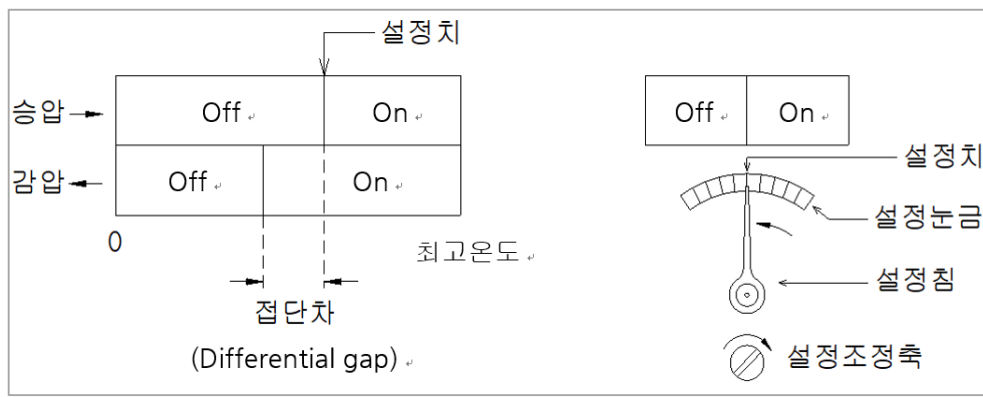 설정치
승압 Off On
감압 Off On
0 최고온도
접단차
(Differential gap)
Off On
설정치
설정눈금
설정침
설정조정축